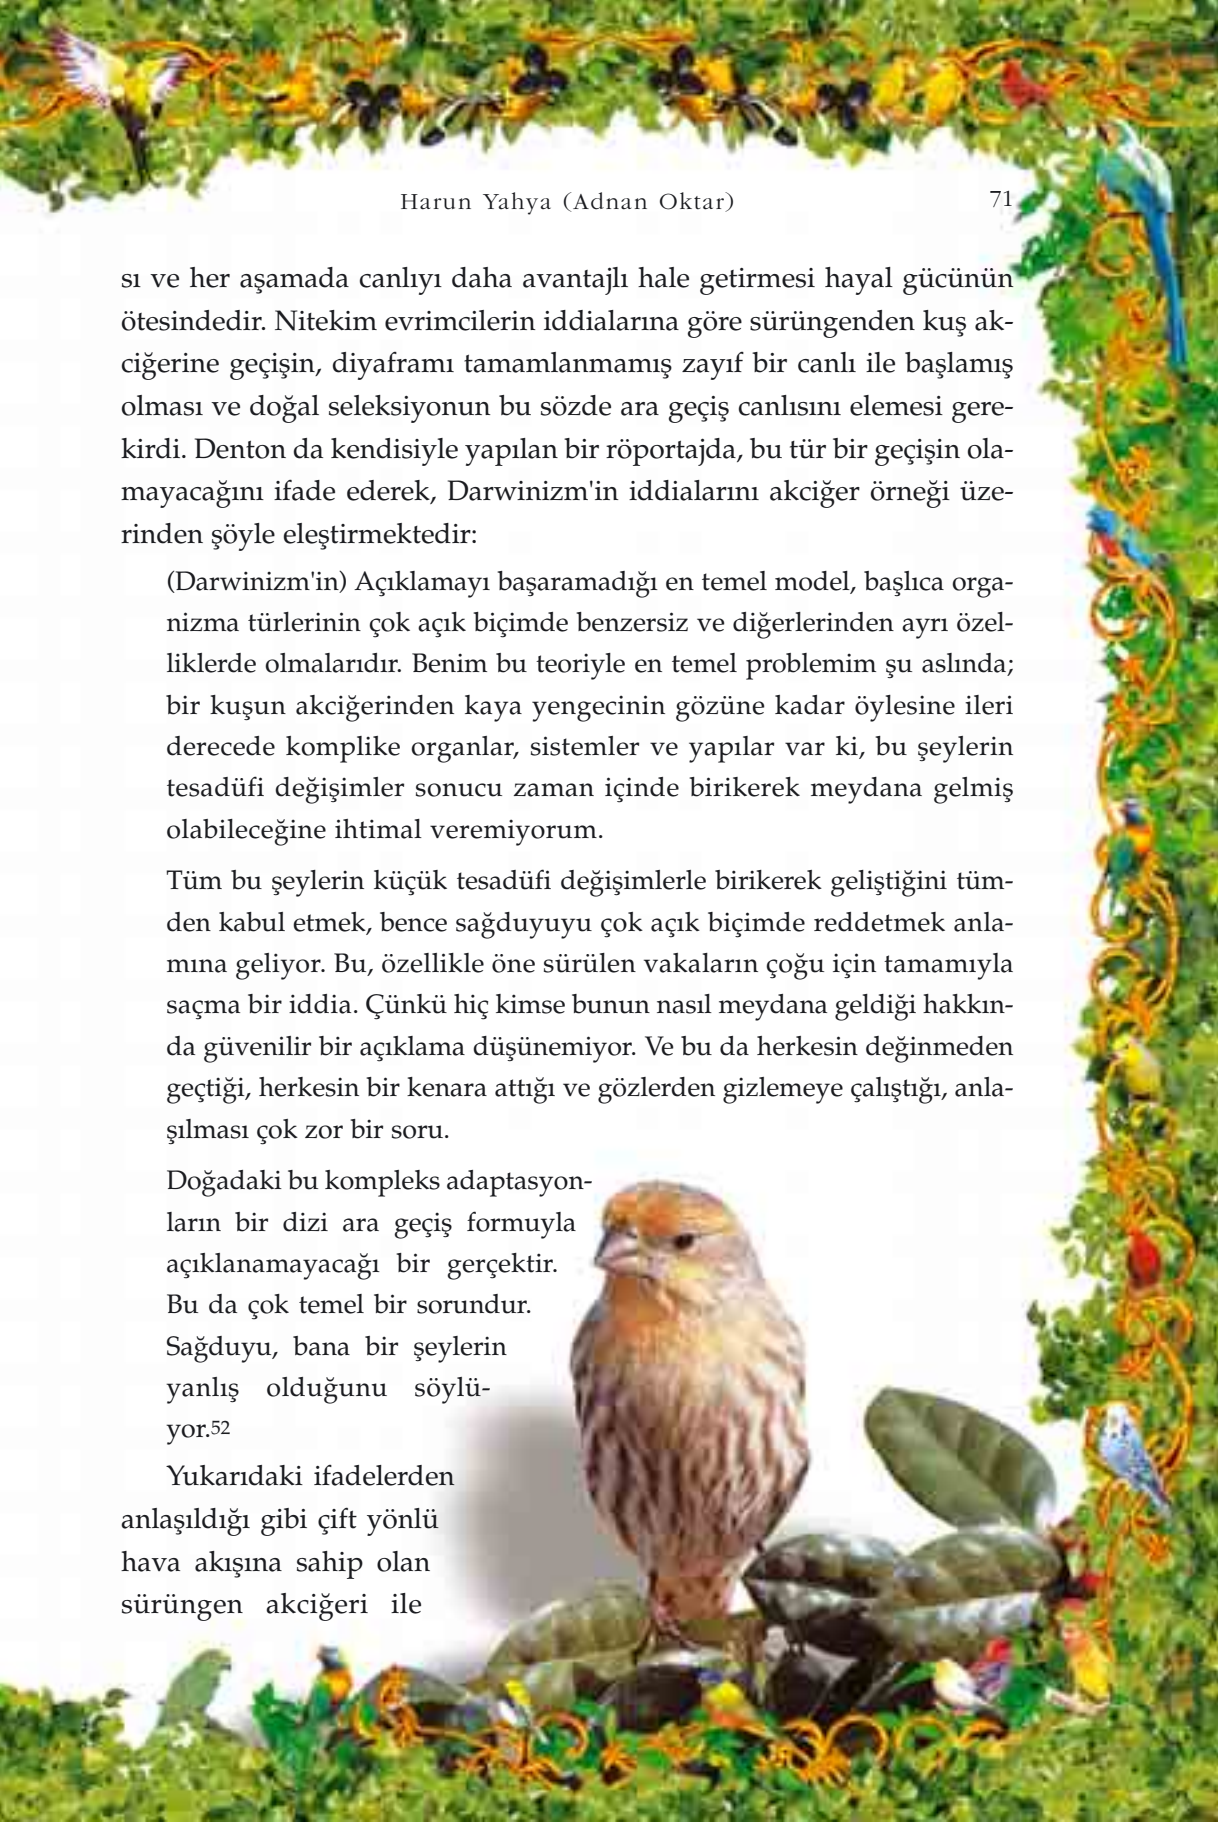 Harun Yahya (Adnan Oktar)
71
sı ve her aşamada canlıyı daha avantajlı hale getirmesi hayal gücünün
ötesindedir. Nitekim evrimcilerin iddialarına göre sürüngenden kuş ak-
ciğerine geçişin, diyaframı tamamlanmamış zayıf bir canlı ile başlamış
olması ve doğal seleksiyonun bu sözde ara geçiş canlısını elemesi gere-
kirdi. Denton da kendisiyle yapılan bir röportajda, bu tür bir geçişin ola-
mayacağını ifade ederek, Darwinizm'in iddialarını akciğer örneği üze-
rinden şöyle eleştirmektedir:
(Darwinizm'in) Açıklamayı başaramadığı en temel model, başlıca orga-
nizma türlerinin çok açık biçimde benzersiz ve diğerlerinden ayrı özel-
liklerde olmalarıdır. Benim bu teoriyle en temel problemim şu aslında;
bir kuşun akciğerinden kaya yengecinin gözüne kadar öylesine ileri
derecede komplike organlar, sistemler ve yapılar var ki, bu şeylerin
tesadüfi değişimler sonucu zaman içinde birikerek meydana gelmiş
olabileceğine ihtimal veremiyorum.
Tüm bu şeylerin küçük tesadüfi değişimlerle birikerek geliştiğini tüm-
den kabul etmek, bence sağduyuyu çok açık biçimde reddetmek anla-
mına geliyor. Bu, özellikle öne sürülen vakaların çoğu için tamamıyla
saçma bir iddia. Çünkü hiç kimse bunun nasıl meydana geldiği hakkın-
da güvenilir bir açıklama düşünemiyor. Ve bu da herkesin değinmeden
geçtiği, herkesin bir kenara attığı ve gözlerden gizlemeye çalıştığı, anla-
şılması çok zor bir soru.
Doğadaki bu kompleks adaptasyon-
ların bir dizi ara geçiş formuyla
açıklanamayacağı bir gerçektir.
Bu da çok temel bir sorundur.
Sağduyu, bana bir şeylerin
yanlış olduğunu söylü-
yor.52
Yukarıdaki ifadelerden
anlaşıldığı gibi çift yönlü
hava akışına sahip olan
sürüngen akciğeri ile